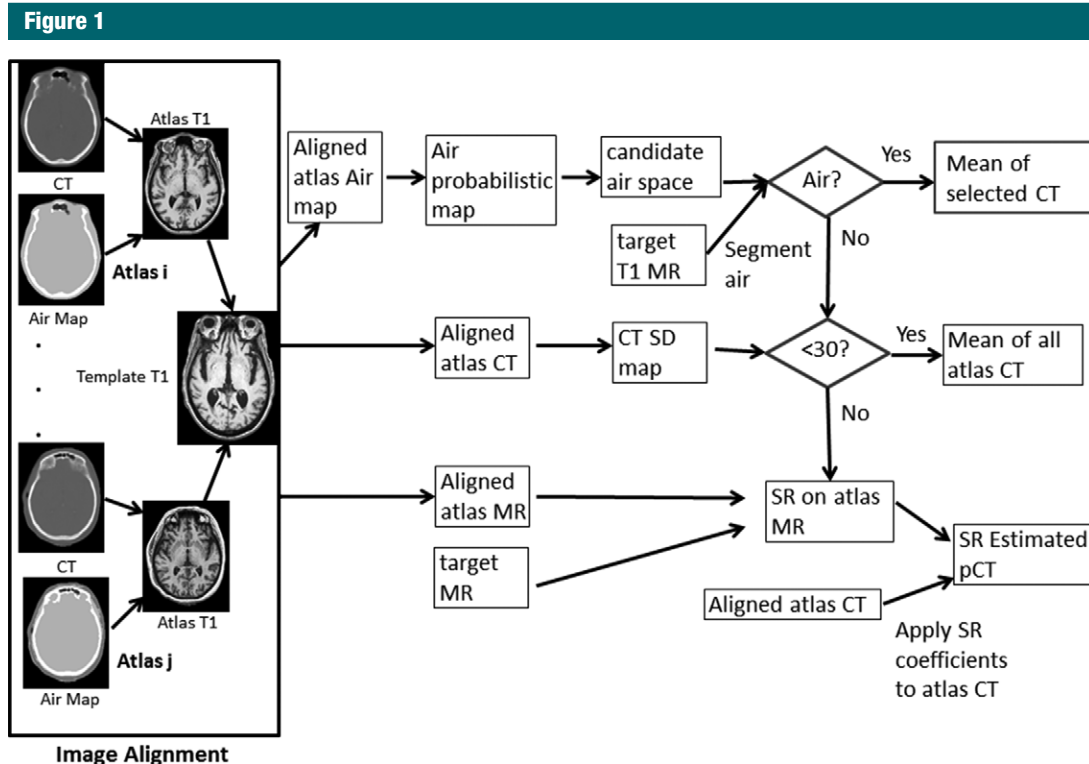 Figure 1
Atlas T1
CT
Atlas i
Air Map
Template T1
CT
Atlas T1
Atlas j
Air Map
Image Alignment
Aligned
atlas Air
map
Air
probabilistic
map
candidate
air space
Air?
Yes
Mean of
selected CT
target
T1 MR
Segment
air
No
Aligned
atlas CT
CT SD
map
<30?
Yes
Mean of all
atlas CT
No
Aligned
atlas MR
target
MR
SR on atlas
MR
SR Estimated
pCT
Aligned atlas CT
Apply SR
coefficients
to atlas CT